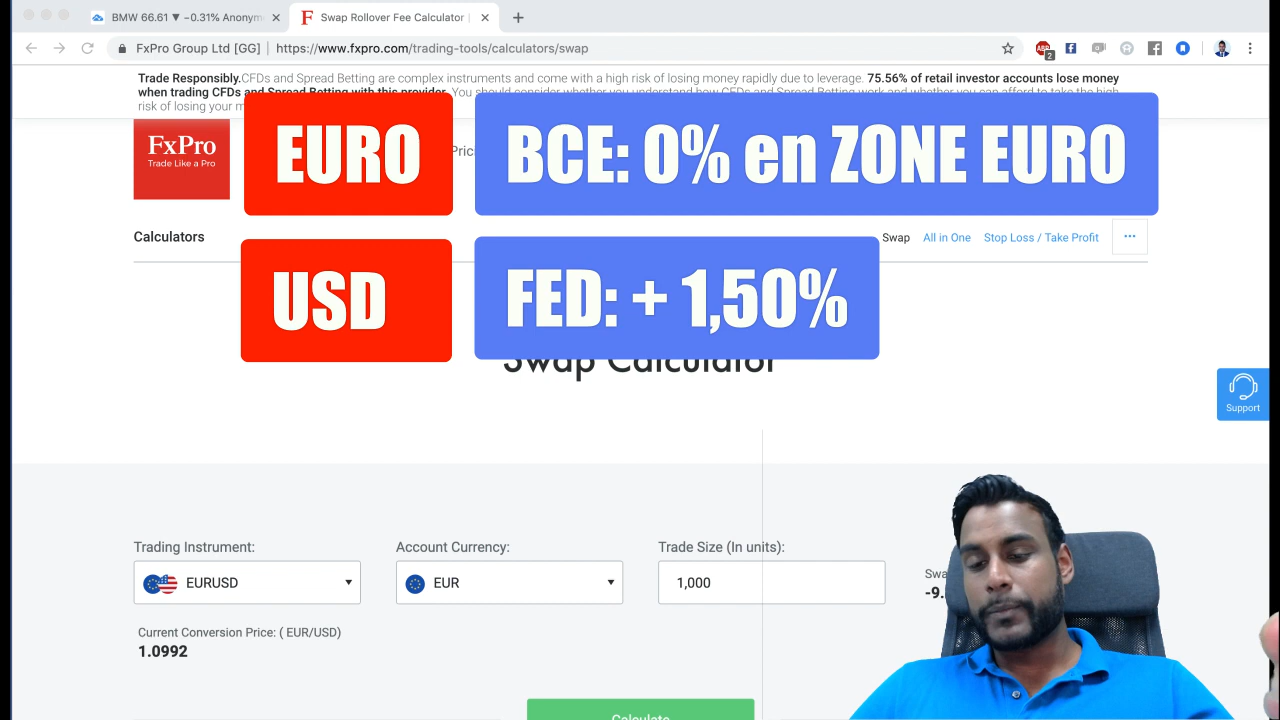 BMW 66.61 ▼ −0.31% Anonym
Swap Rollover Fee Calculator |
FxPro Group Ltd [GG] | https://www.fxpro.com/trading-tools/calculators/swap
2
Trade Responsibly.CFDs and Spread Betting are complex instruments and come with a high risk of losing money rapidly due to leverage. 75.56% of retail investor accounts lose money
when trading CFDs and Spread Betting with this provider. You should consider whether you understand how CFDs and Spread Betting work and whether you can afford to take the high
risk of losing your m
FxPro
Trade Like a Pro
EURO
Pric
BCE: 0% en ZONE EURO
Calculators
Swap
All in One
Stop Loss / Take Profit
...
USD
FED: + 1,50%
Swap Calculator
Support
Trading Instrument:
Account Currency:
Trade Size (In units):
EURUSD
EUR
1,000
Swa
-9.
Current Conversion Price: ( EUR/USD)
1.0992
Calculate